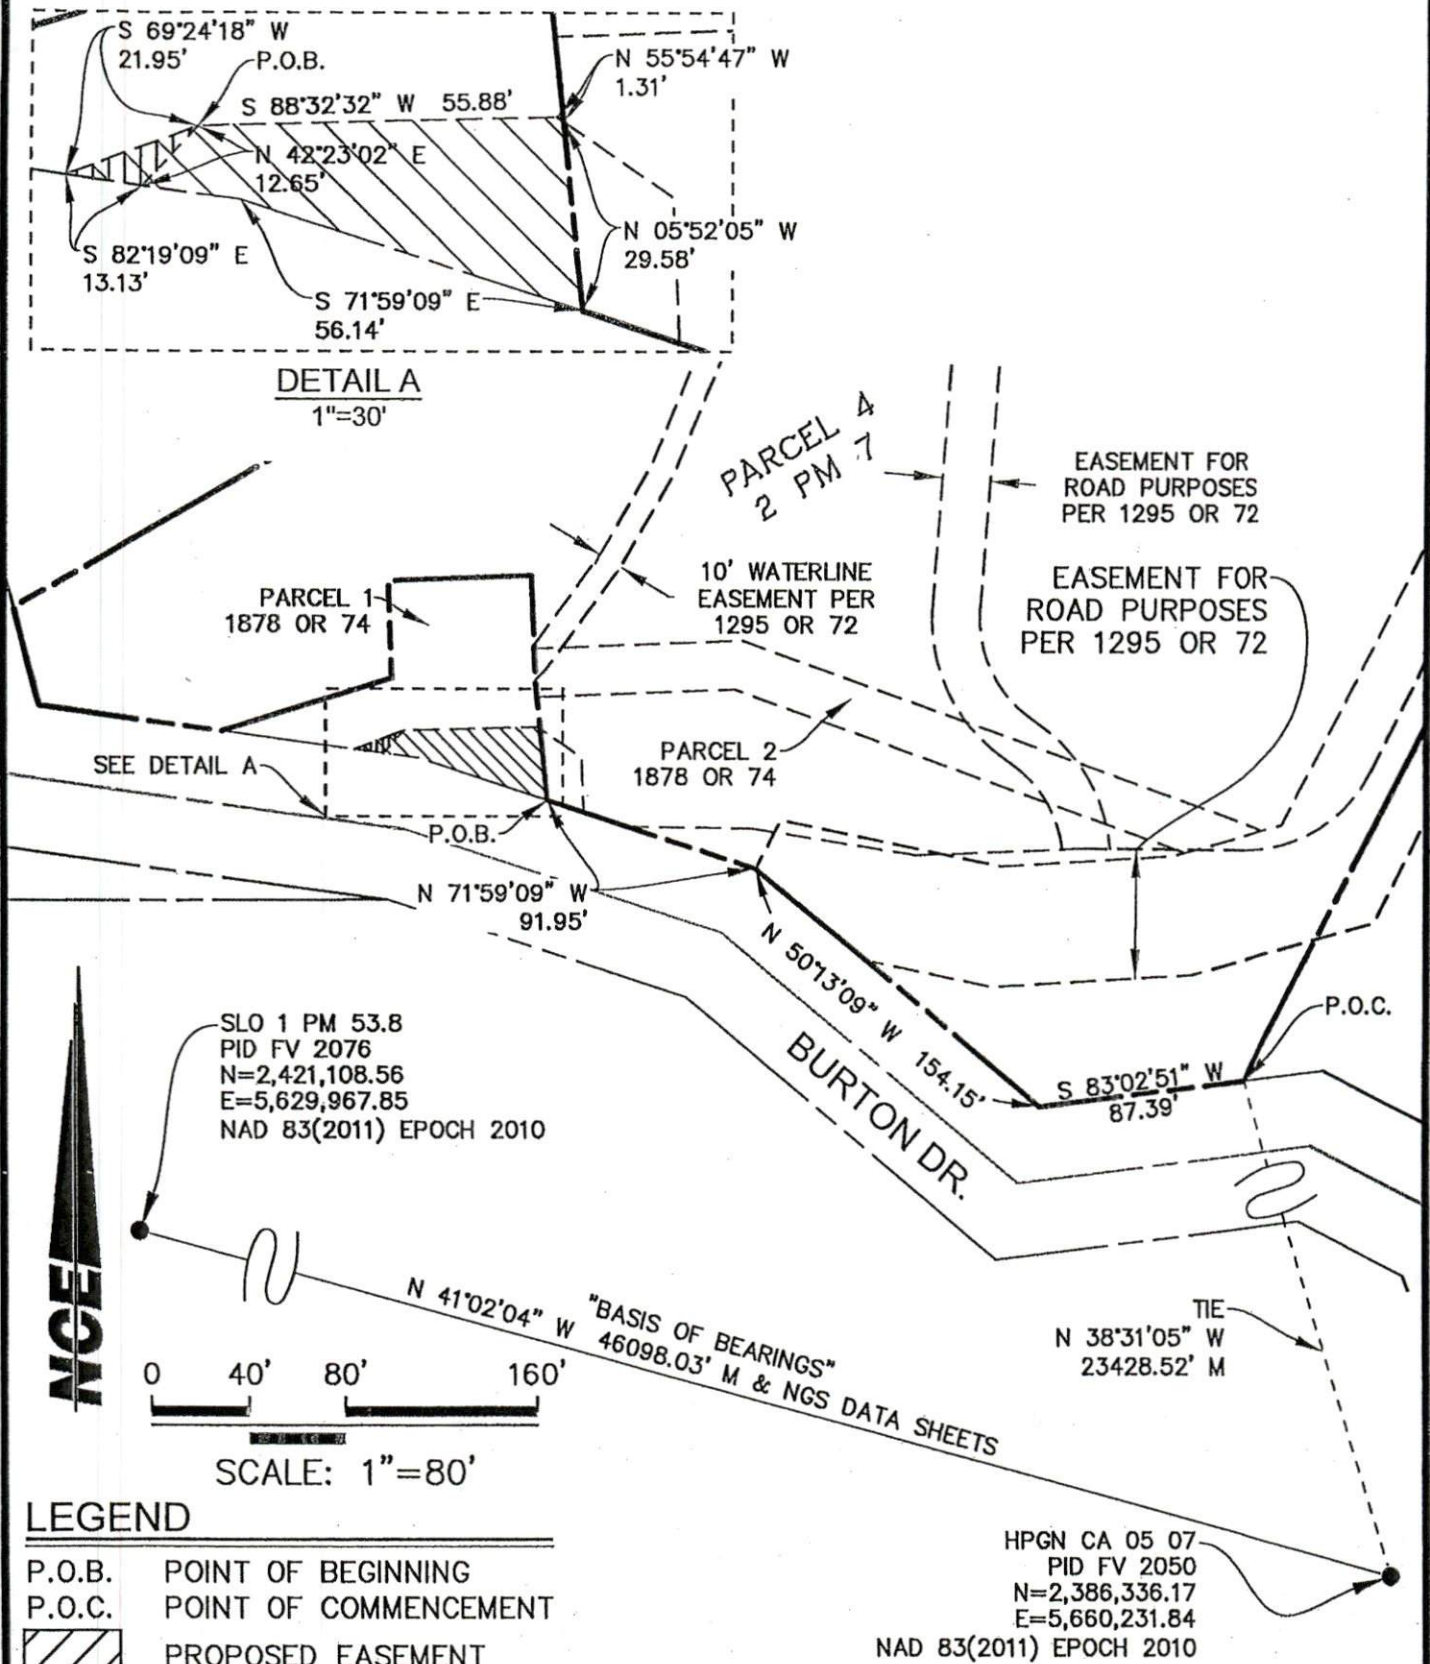 S 69°24'18" W
21.95'
P.O.B.
N 55°54'47" W
1.31'
S 88°32'32" W 55.88'
N 42°23'02" E
12.65'
N 05°52'05" W
29.58'
S 82°19'09" E
13.13'
S 71°59'09" E
56.14'
DETAIL A
1"=30'
PARCEL 4
2 PM 7
EASEMENT FOR
ROAD PURPOSES
PER 1295 OR 72
10' WATERLINE
EASEMENT PER
1295 OR 72
EASEMENT FOR
ROAD PURPOSES
PER 1295 OR 72
PARCEL 1
1878 OR 74
PARCEL 2
1878 OR 74
SEE DETAIL A
P.O.B.
N 71°59'09" W
91.95'
N 50°13'09" W 154.15'
BURTON DR.
P.O.C.
S 83°02'51" W
87.39'
SLO 1 PM 53.8
PID FV 2076
N=2,421,108.56
E=5,629,967.85
NAD 83(2011) EPOCH 2010
NCE
"BASIS OF BEARINGS"
N 41°02'04" W 46098.03' M & NGS DATA SHEETS
TIE
N 38°31'05" W
23428.52' M
0 40' 80' 160'
SCALE: 1"=80'
HPGN CA 05 07
PID FV 2050
N=2,386,336.17
E=5,660,231.84
NAD 83(2011) EPOCH 2010
LEGEND
P.O.B. POINT OF BEGINNING
P.O.C. POINT OF COMMENCEMENT
PROPOSED EASEMENT